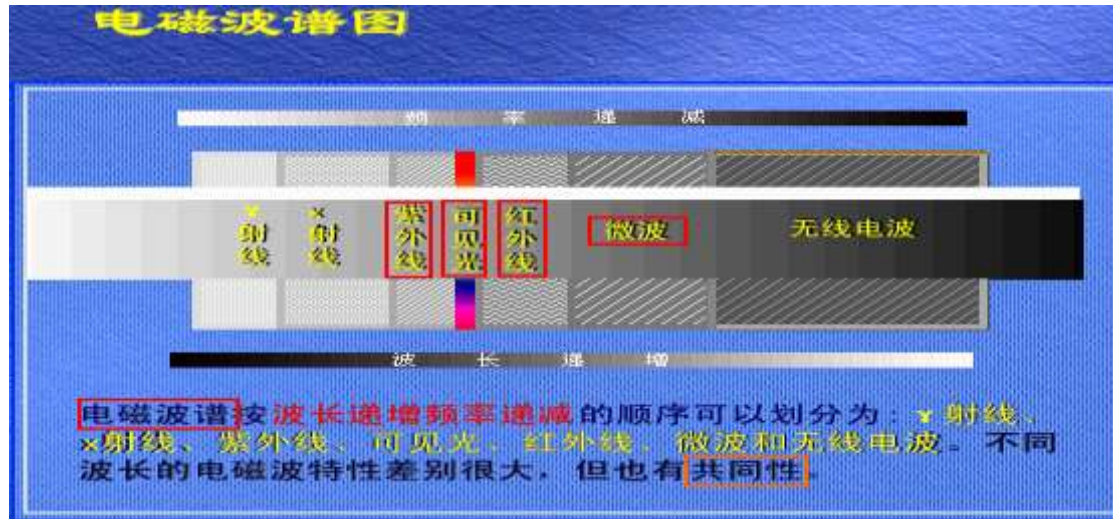 电磁波谱图
频率递减
γ射线
x射线
紫外线
可见光
红外线
微波
无线电波
波长递增
电磁波谱按波长递增频率递减的顺序可以划分为:γ射线、
x射线、紫外线、可见光、红外线、微波和无线电波。不同
波长的电磁波特性差别很大,但也有共同性。